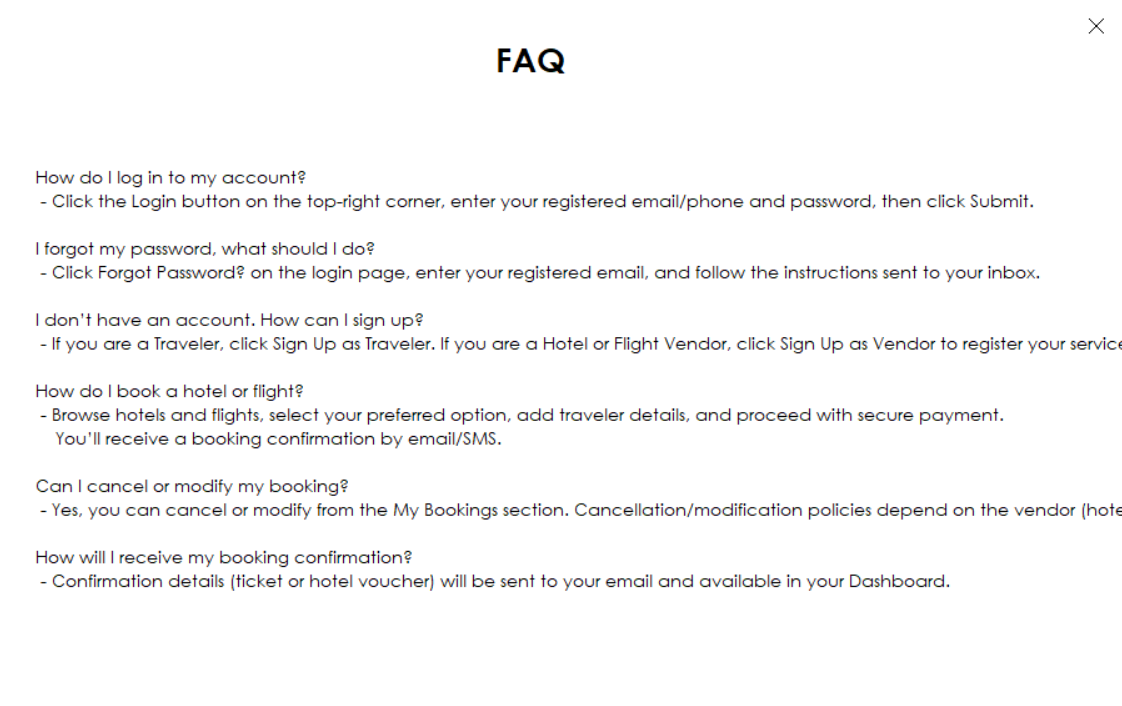 FAQ
How do I log in to my account?
- Click the Login button on the top-right corner, enter your registered email/phone and password, then click Submit.
I forgot my password, what should I do?
- Click Forgot Password? on the login page, enter your registered email, and follow the instructions sent to your inbox.
I don't have an account. How can I sign up?
- If you are a Traveler, click Sign Up as Traveler. If you are a Hotel or Flight Vendor, click Sign Up as Vendor to register your service
How do I book a hotel or flight?
- Browse hotels and flights, select your preferred option, add traveler details, and proceed with secure payment.
You'll receive a booking confirmation by email/SMS.
Can I cancel or modify my booking?
- Yes, you can cancel or modify from the My Bookings section. Cancellation/modification policies depend on the vendor
How will I receive my booking confirmation?
- Confirmation details (ticket or hotel voucher) will be sent to your email and available in your Dashboard.